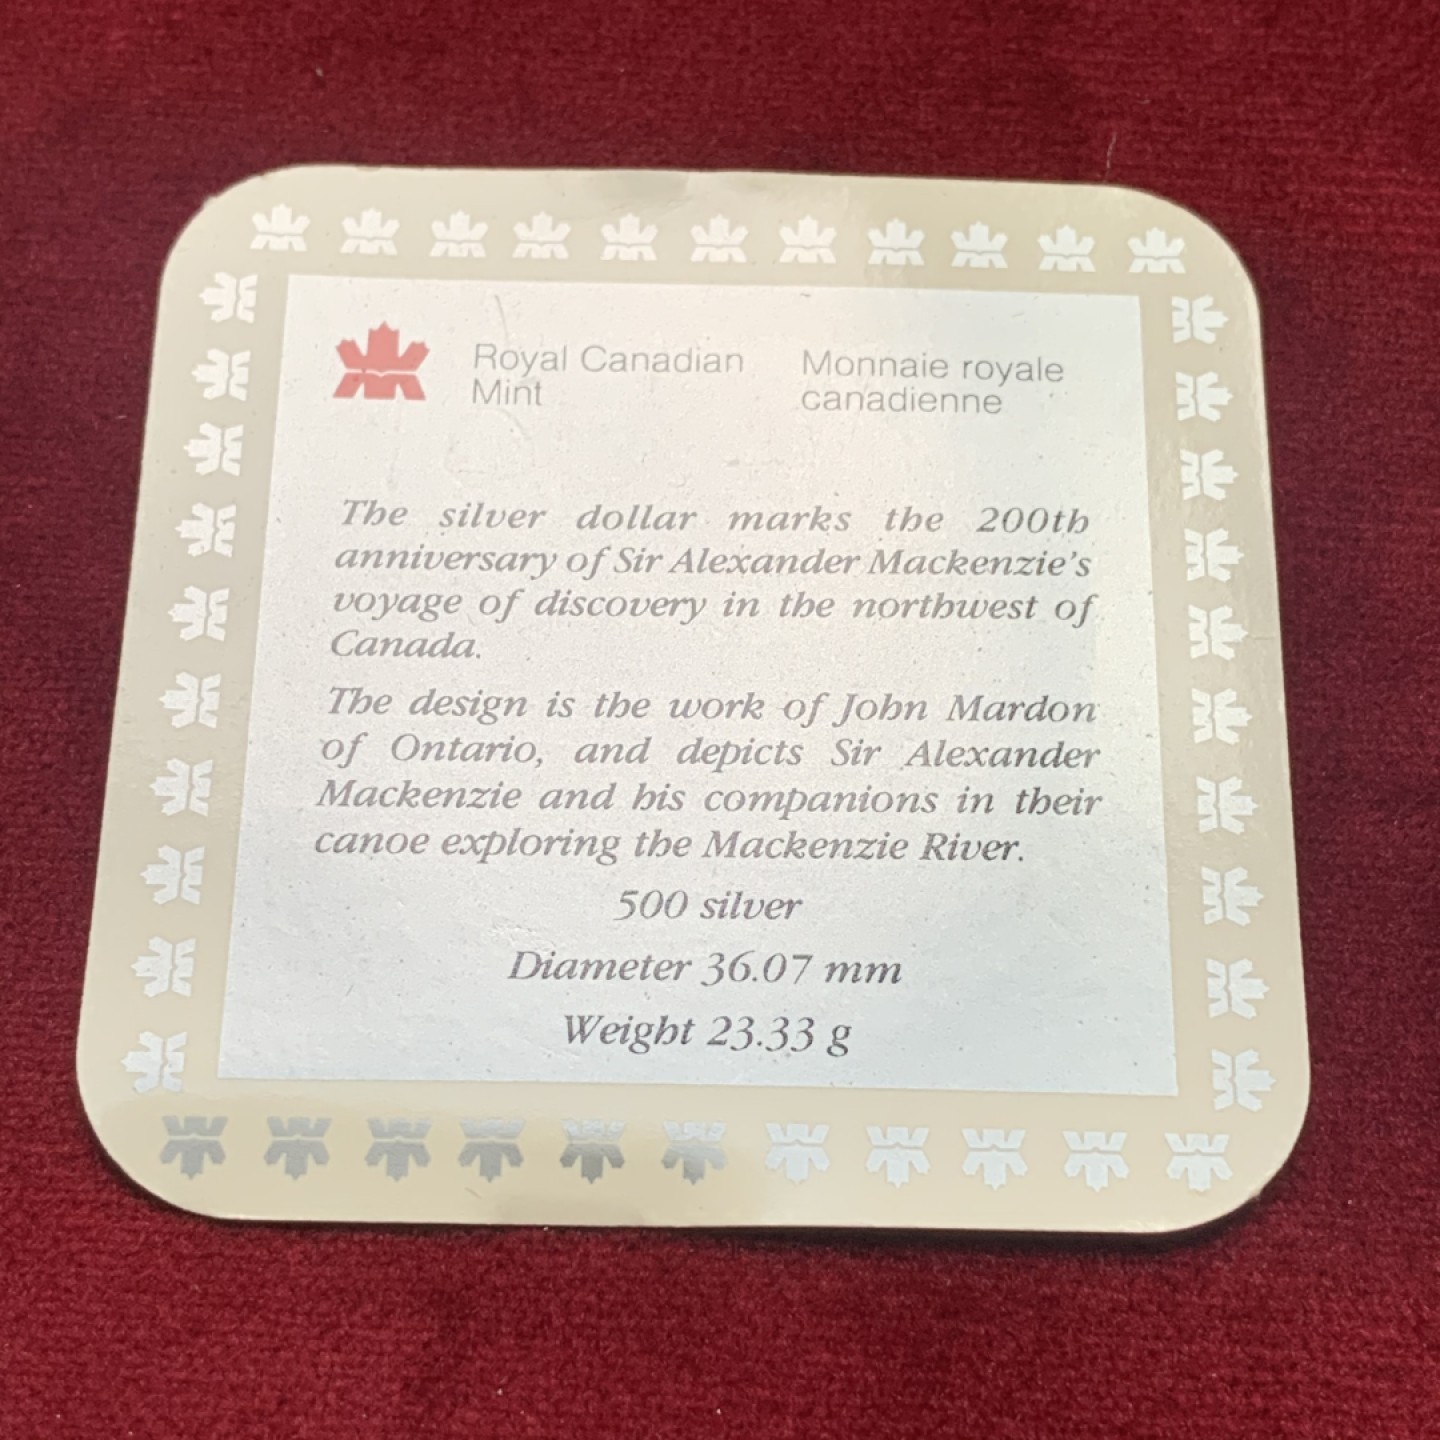 Royal Canadian
Mint
Monnaie royale
canadienne
The silver dollar marks the 200th
anniversary of Sir Alexander Mackenzie's
voyage of discovery in the northwest of
Canada.
The design is the work of John Mardon
of Ontario, and depicts Sir Alexander
Mackenzie and his companions in their
canoe exploring the Mackenzie River.
500 silver
Diameter 36.07 mm
Weight 23.33 g